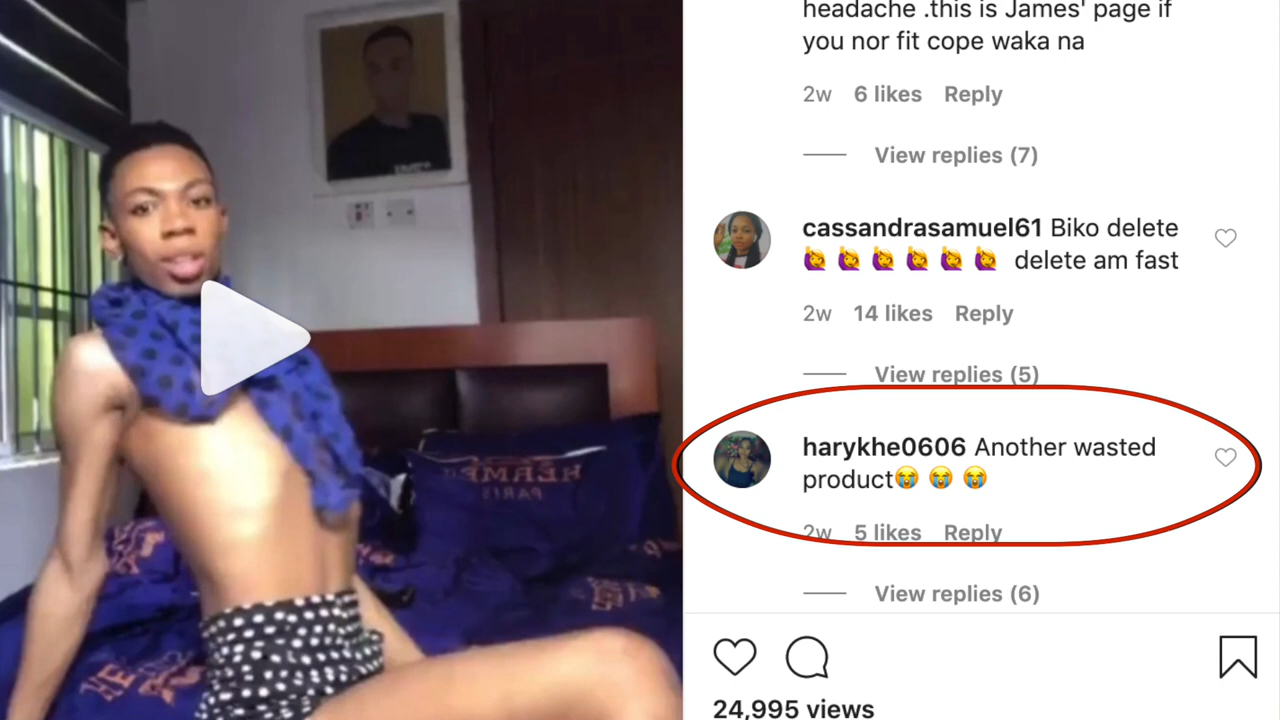 headache .this is James' page if
you nor fit cope waka na
2w 6 likes Reply
View replies (7)
cassandrasamuel61 Biko delete
🙋‍♀️ 🙋‍♀️ 🙋‍♀️ 🙋‍♀️ 🙋‍♀️ 🙋‍♀️ delete am fast
2w 14 likes Reply
View replies (5)
harykhe0606 Another wasted
product😭 😭 😭
2w 5 likes Reply
View replies (6)
24,995 views
HERMES
PARIS